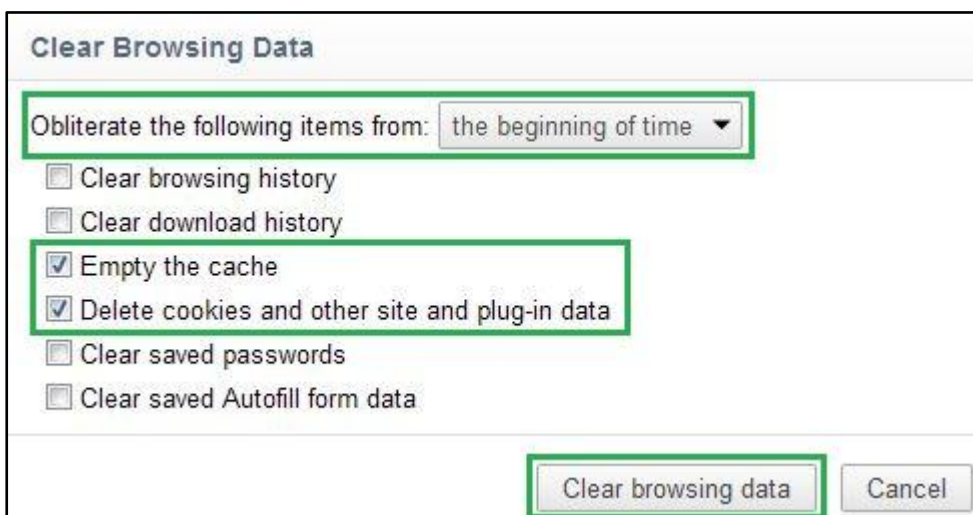 Clear Browsing Data
Obliterate the following items from: the beginning of time
Clear browsing history
Clear download history
Empty the cache
Delete cookies and other site and plug-in data
Clear saved passwords
Clear saved Autofill form data
Clear browsing data Cancel